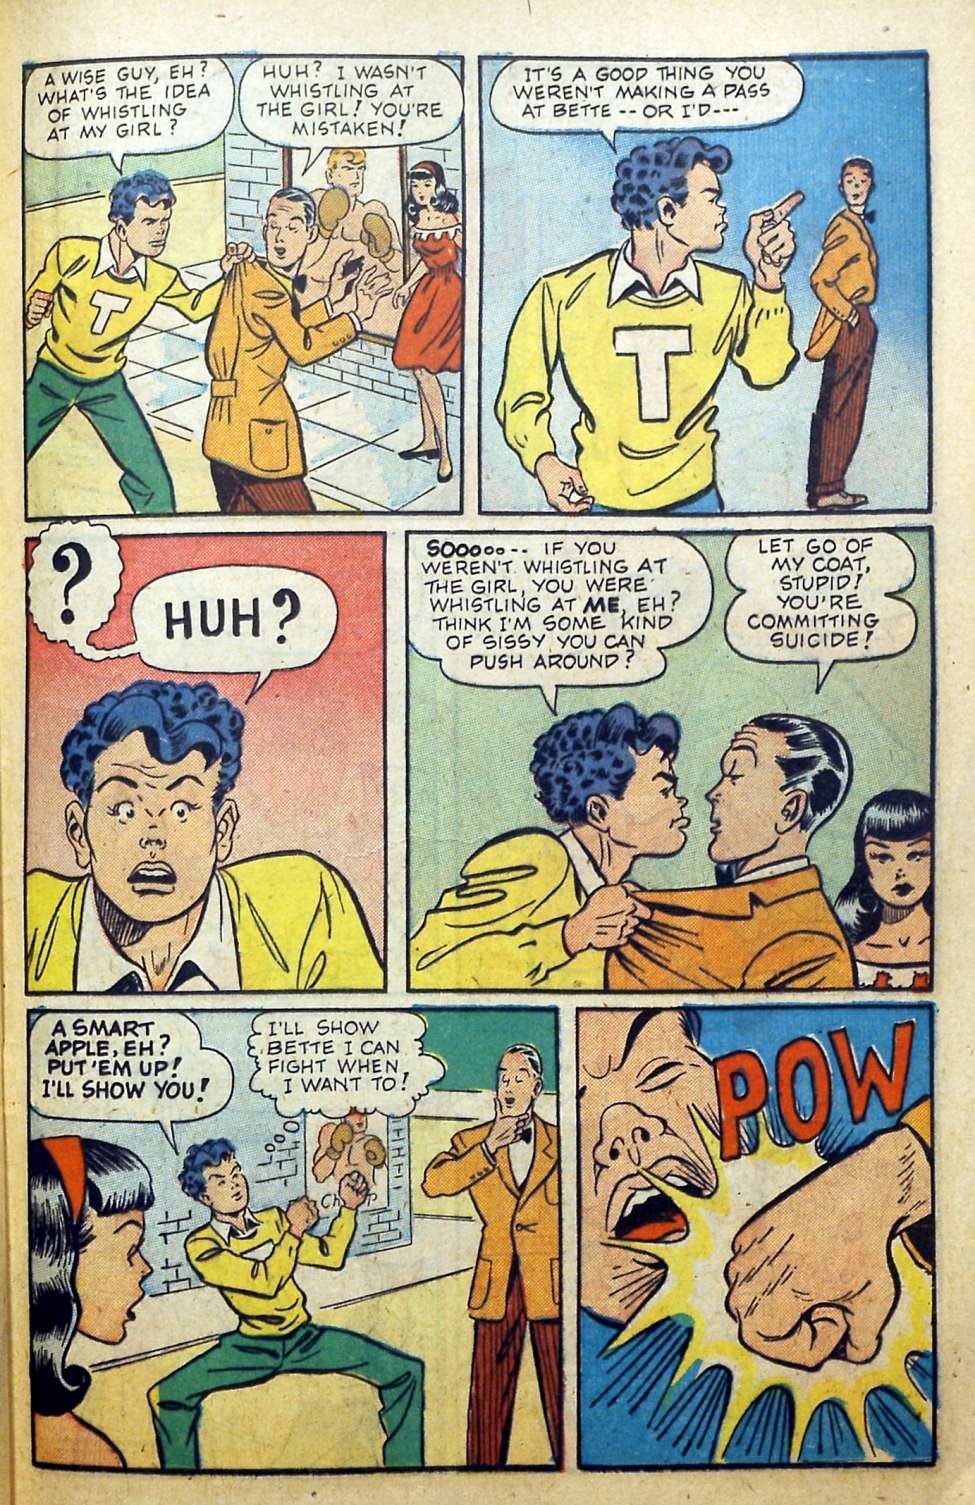 A WISE GUY, EH?
WHAT'S THE IDEA
OF WHISTLING
AT MY GIRL?
HUH? I WASN'T
WHISTLING AT
THE GIRL! YOU'RE
MISTAKEN!
T
IT'S A GOOD THING YOU
WEREN'T MAKING A PASS
AT BETTE -- OR I'D---
T
?
HUH?
SOOOOO-- IF YOU
WEREN'T WHISTLING AT
THE GIRL, YOU WERE
WHISTLING AT ME, EH?
THINK I'M SOME KIND
OF SISSY YOU CAN
PUSH AROUND?
LET GO OF
MY COAT,
STUPID!
YOU'RE
COMMITTING
SUICIDE!
A SMART
APPLE, EH?
PUT 'EM UP!
I'LL SHOW YOU!
I'LL SHOW
BETTE I CAN
FIGHT WHEN
I WANT TO!
POW